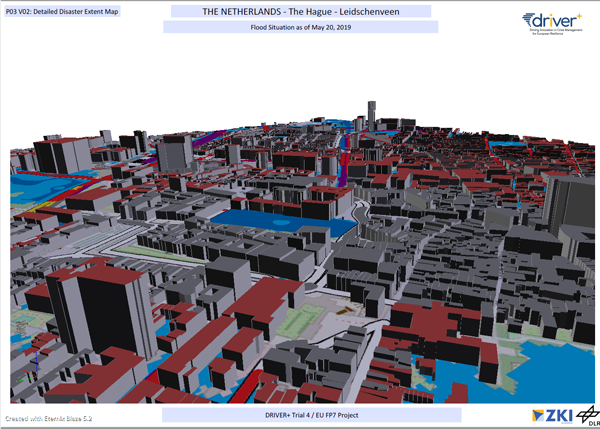 P03 V02: Detailed Disaster Extent Map
THE NETHERLANDS - The Hague - Leidschenveen
Flood Situation as of May 20, 2019
driver+
Driving Innovation in Crisis Management
for European Resilience
Created with Eternix Blaze 5.2
DRIVER+ Trial 4 / EU FP7 Project
ZKI
DLR